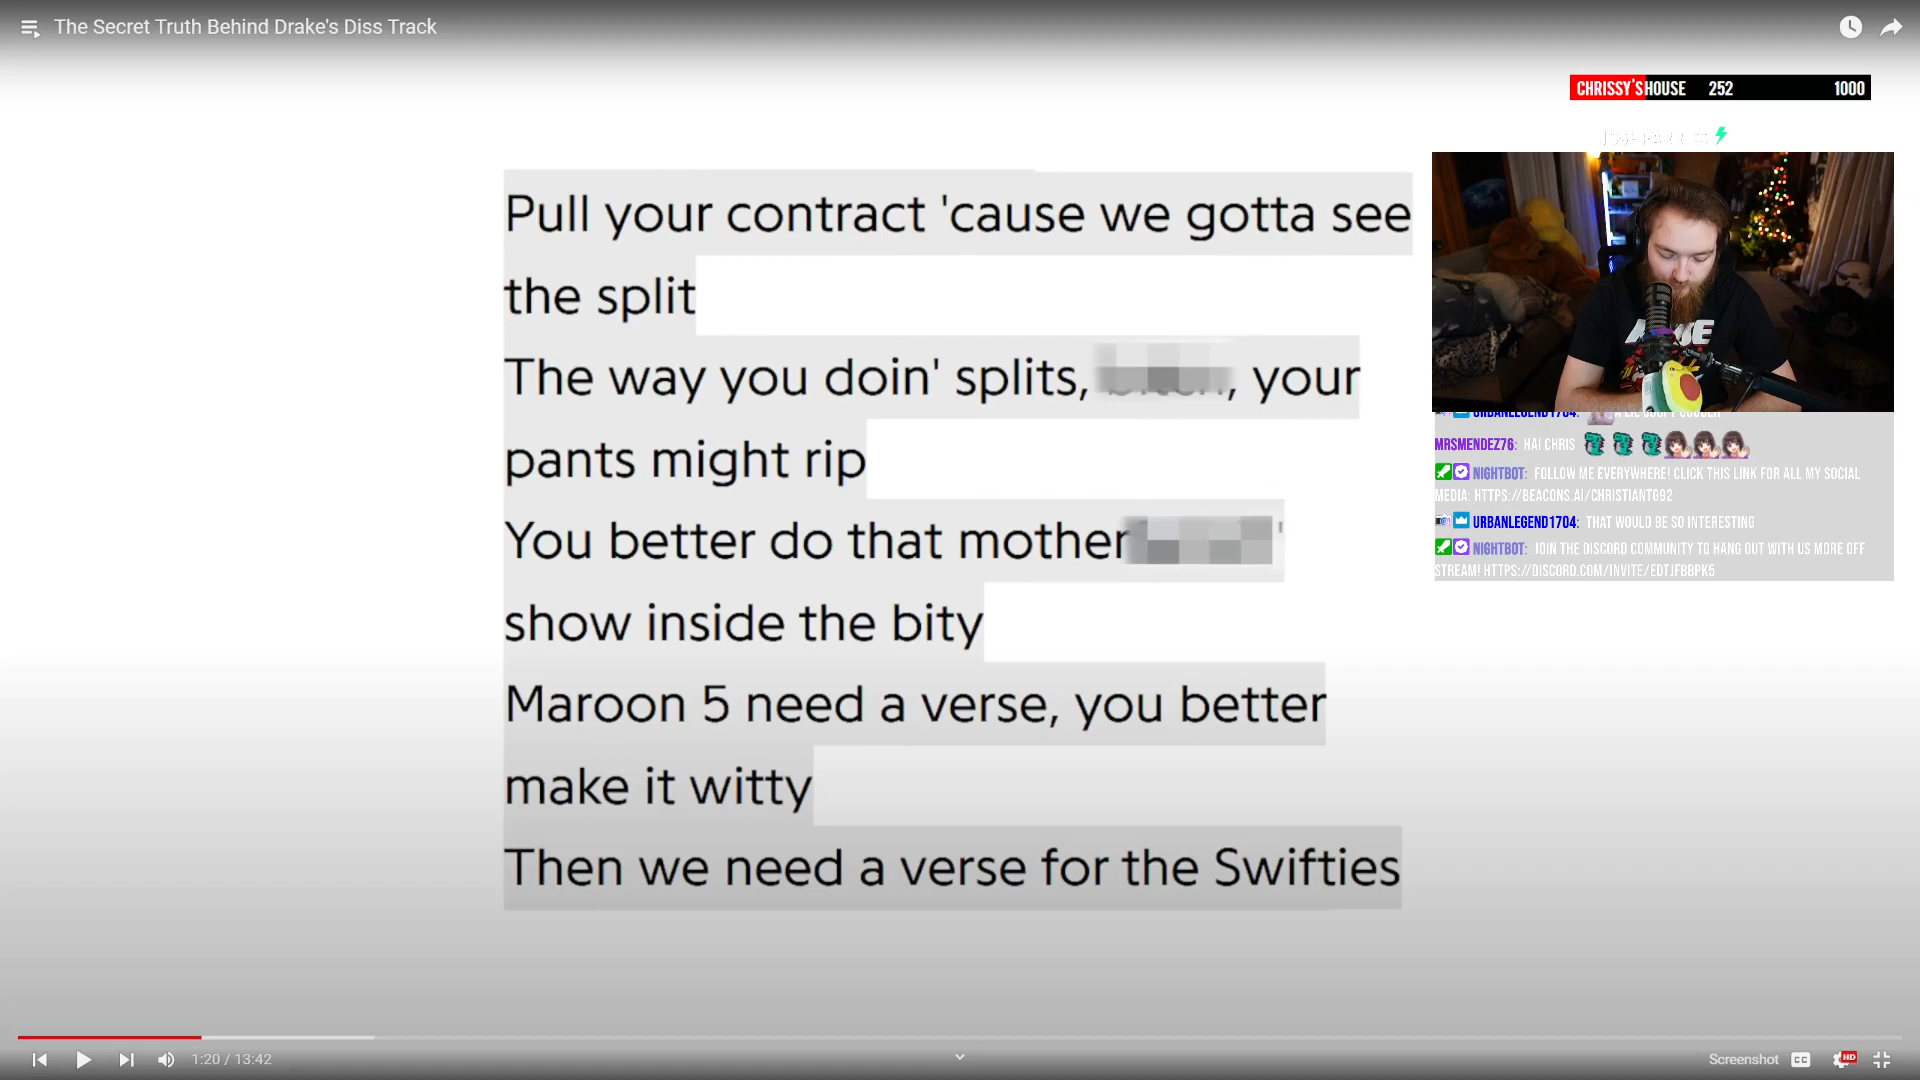 The Secret Truth Behind Drake's Diss Track
CHRISSY'S HOUSE 252 1000
Pull your contract 'cause we gotta see
the split
The way you doin' splits, bitch, your
pants might rip
You better do that mother '
show inside the bity
Maroon 5 need a verse, you better
make it witty
Then we need a verse for the Swifties
URBANLEGEND1704:
MRSMENDEZ76: HAI CHRIS
NIGHTBOT: FOLLOW ME EVERYWHERE! CLICK THIS LINK FOR ALL MY SOCIAL
MEDIA: HTTPS://BEACONS.AI/CHRISTIANTG92
URBANLEGEND1704: THAT WOULD BE SO INTERESTING
NIGHTBOT: JOIN THE DISCORD COMMUNITY TO HANG OUT WITH US MORE OFF
STREAM! HTTPS://DISCORD.COM/INVITE/EDTJFBBPK5
1:20 / 13:42
Screenshot CC HD